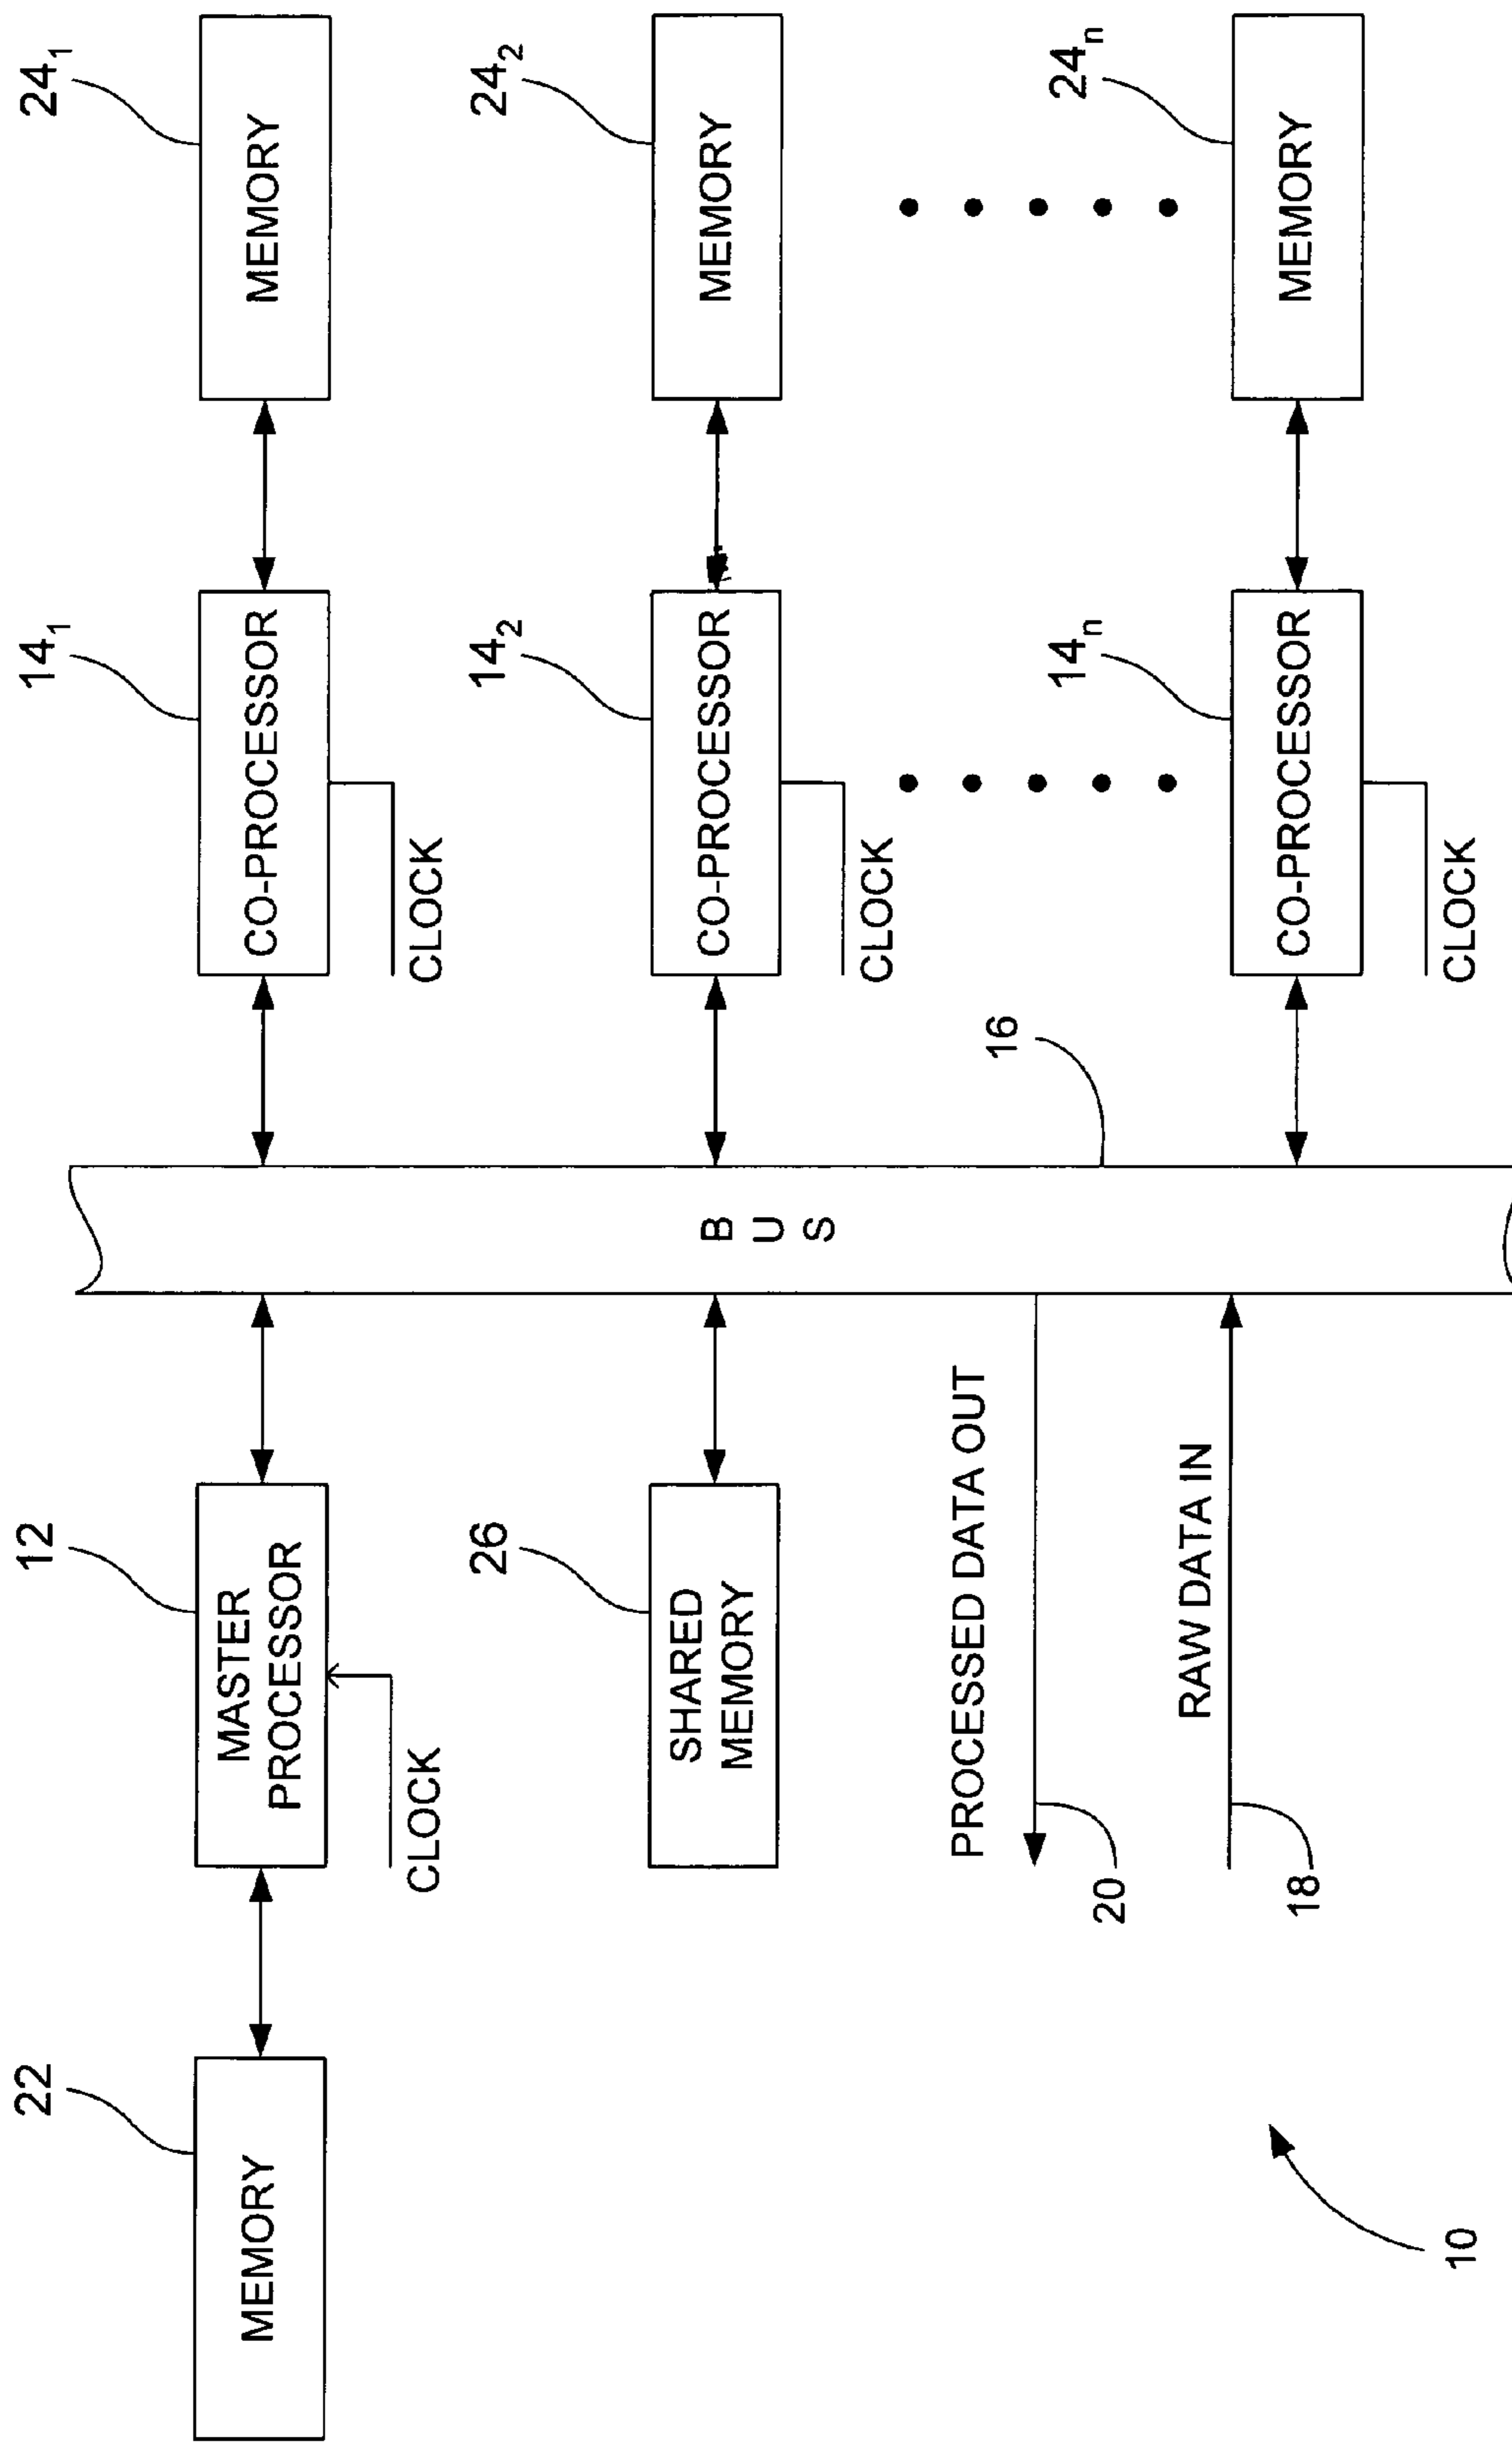 22
MEMORY
12
MASTER
PROCESSOR
CLOCK
26
SHARED
MEMORY
PROCESSED DATA OUT
20
RAW DATA IN
18
10
B
U
S
16
14₁
CO-PROCESSOR
CLOCK
14₂
CO-PROCESSOR
CLOCK
14ₙ
CO-PROCESSOR
CLOCK
24₁
MEMORY
24₂
MEMORY
24ₙ
MEMORY